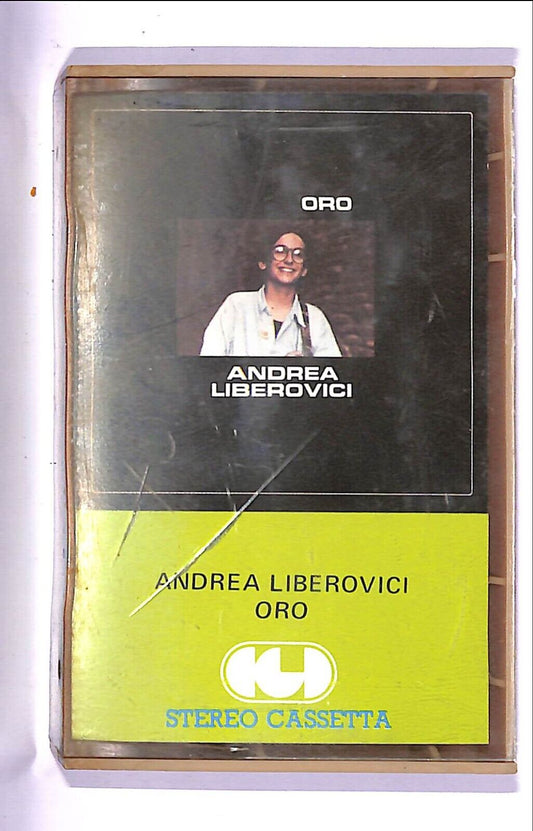 ORO
ANDREA
LIBEROVICI
ANDREA LIBEROVICI
ORO
STEREO CASSETTA